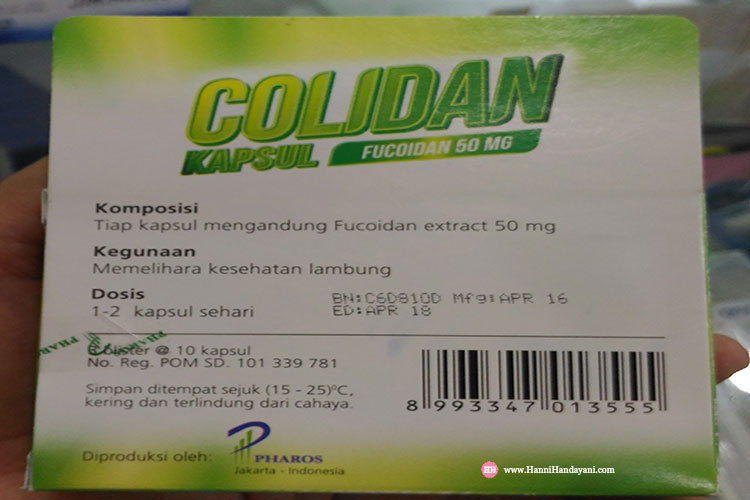 COLIDAN
KAPSUL FUCOIDAN 50 MG
Komposisi
Tiap kapsul mengandung Fucoidan extract 50 mg
Kegunaan
Memelihara kesehatan lambung
Dosis
1-2 kapsul sehari
BN:C6D810D Mfg:APR 16
ED:APR 18
blister @ 10 kapsul
No. Reg. POM SD. 101 339 781
Simpan ditempat sejuk (15 - 25)°C,
kering dan terlindung dari cahaya.
8 993347 013555
Diproduksi oleh: PHAROS
Jakarta - Indonesia
HH www.HanniHandayani.com